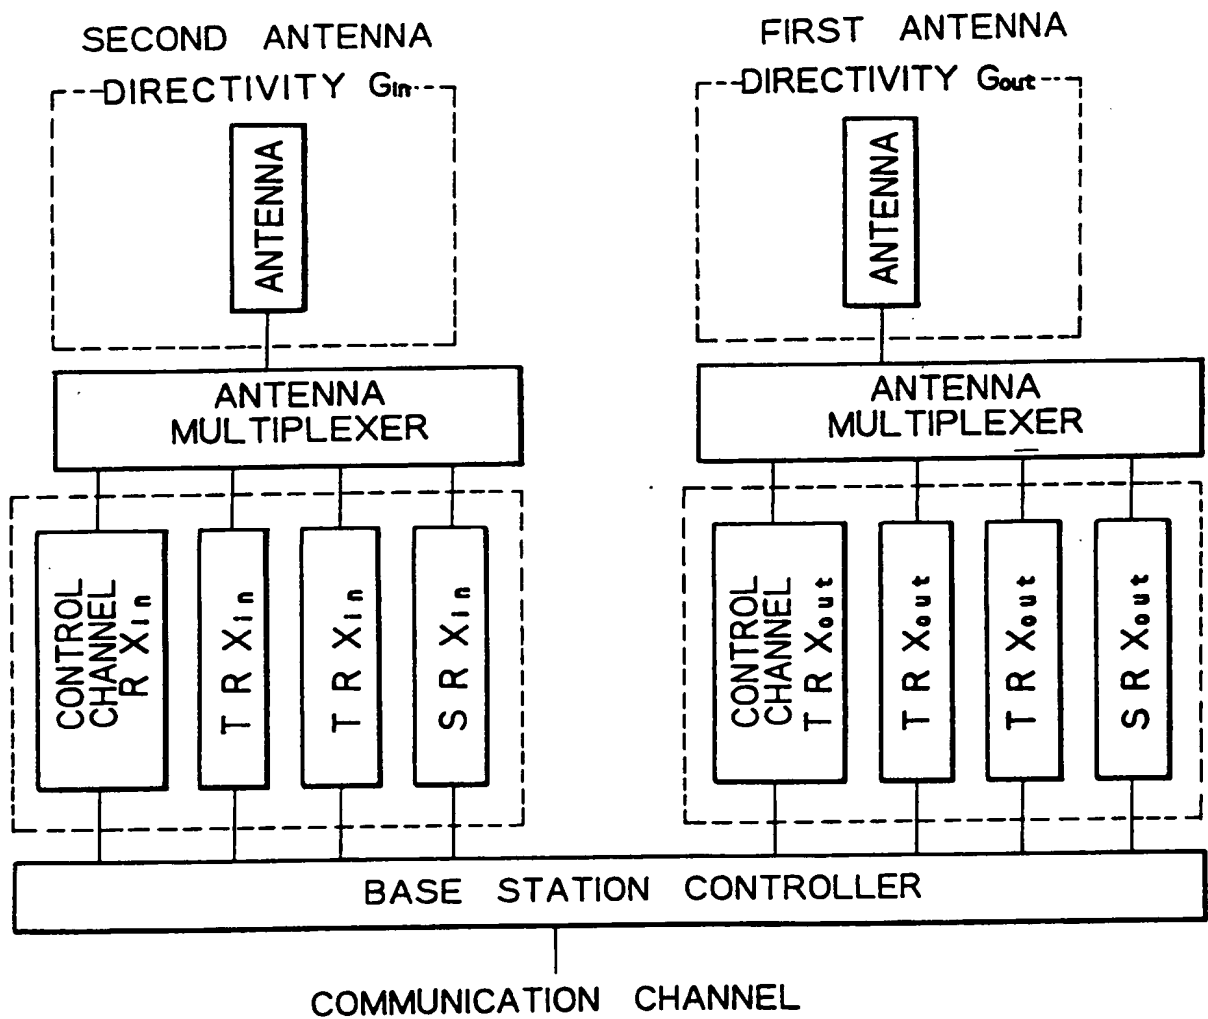 SECOND ANTENNA
DIRECTIVITY Gin
ANTENNA
ANTENNA
MULTIPLEXER
CONTROL
CHANNEL
R Xin
T R Xin
T R Xin
S R Xin
FIRST ANTENNA
DIRECTIVITY Gout
ANTENNA
ANTENNA
MULTIPLEXER
CONTROL
CHANNEL
T R Xout
T R Xout
T R Xout
S R Xout
BASE STATION CONTROLLER
COMMUNICATION CHANNEL